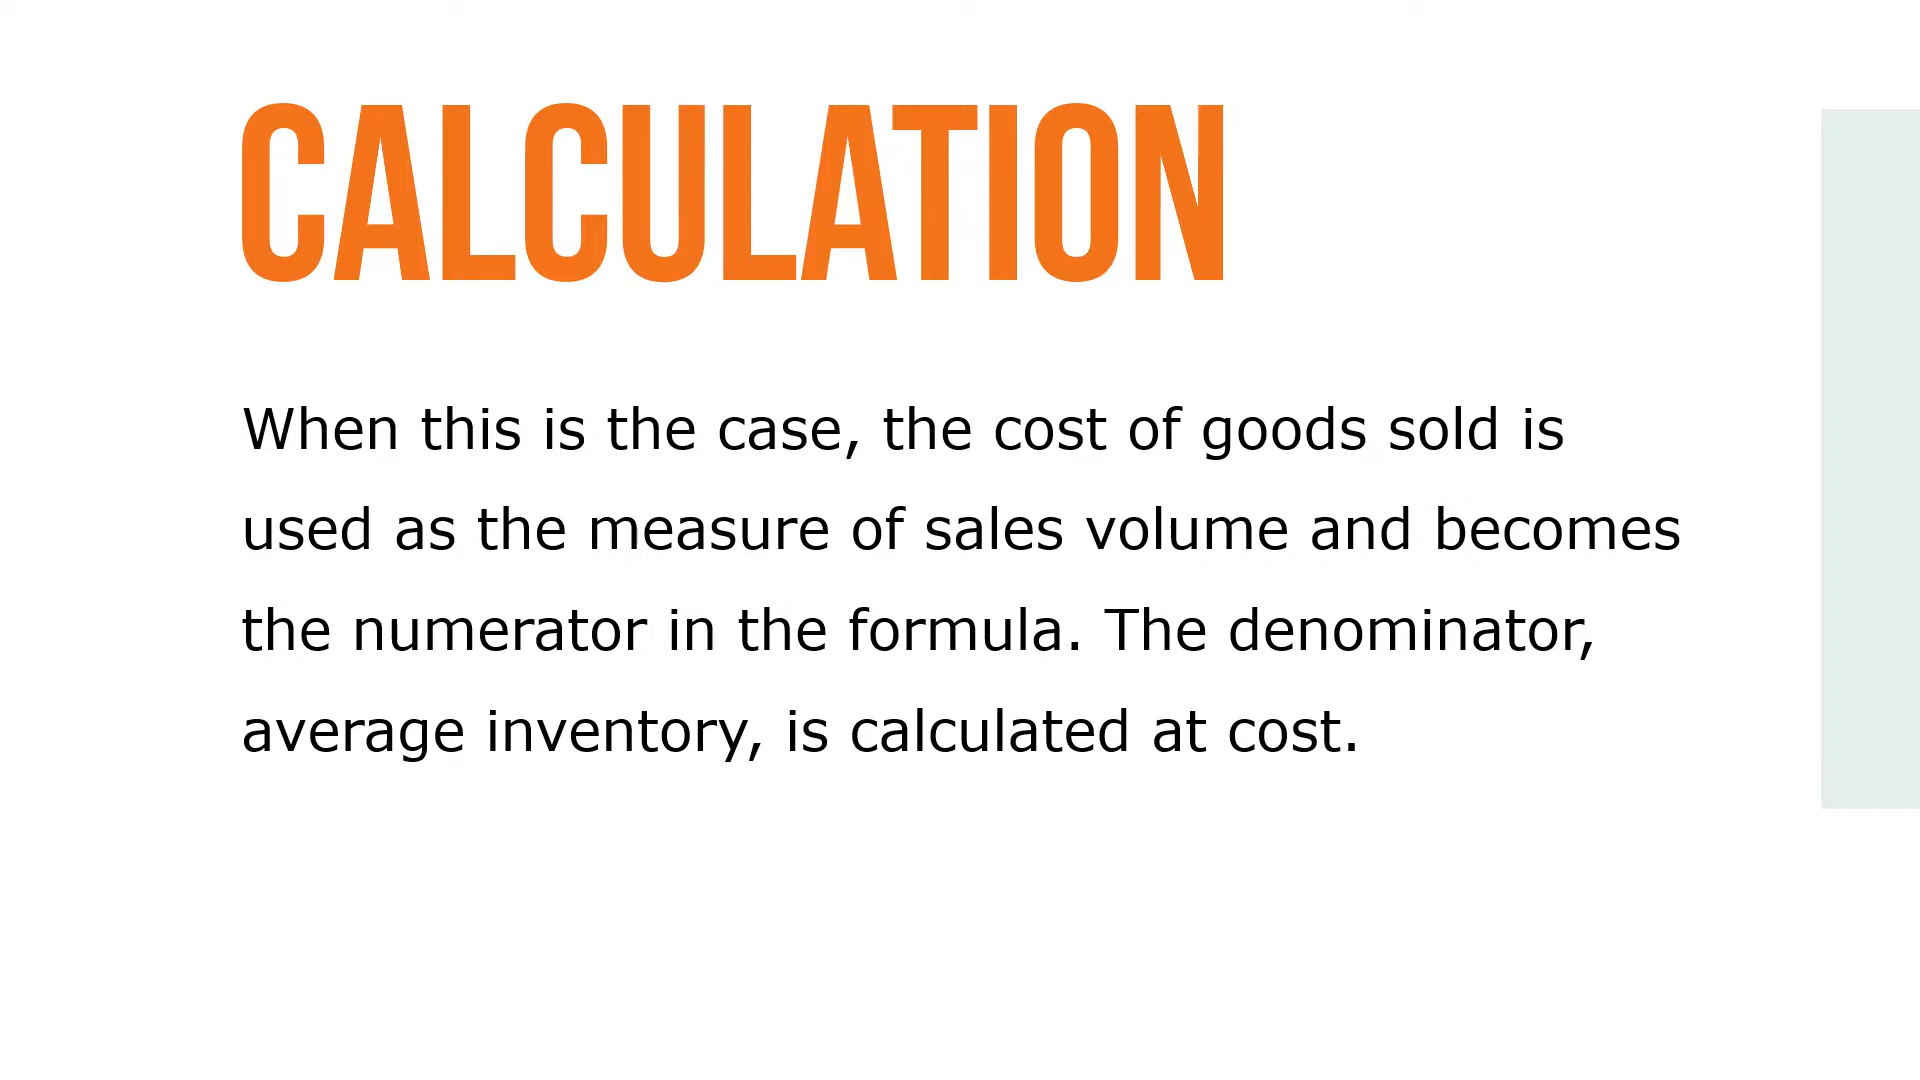 CALCULATION
When this is the case, the cost of goods sold is
used as the measure of sales volume and becomes
the numerator in the formula. The denominator,
average inventory, is calculated at cost.